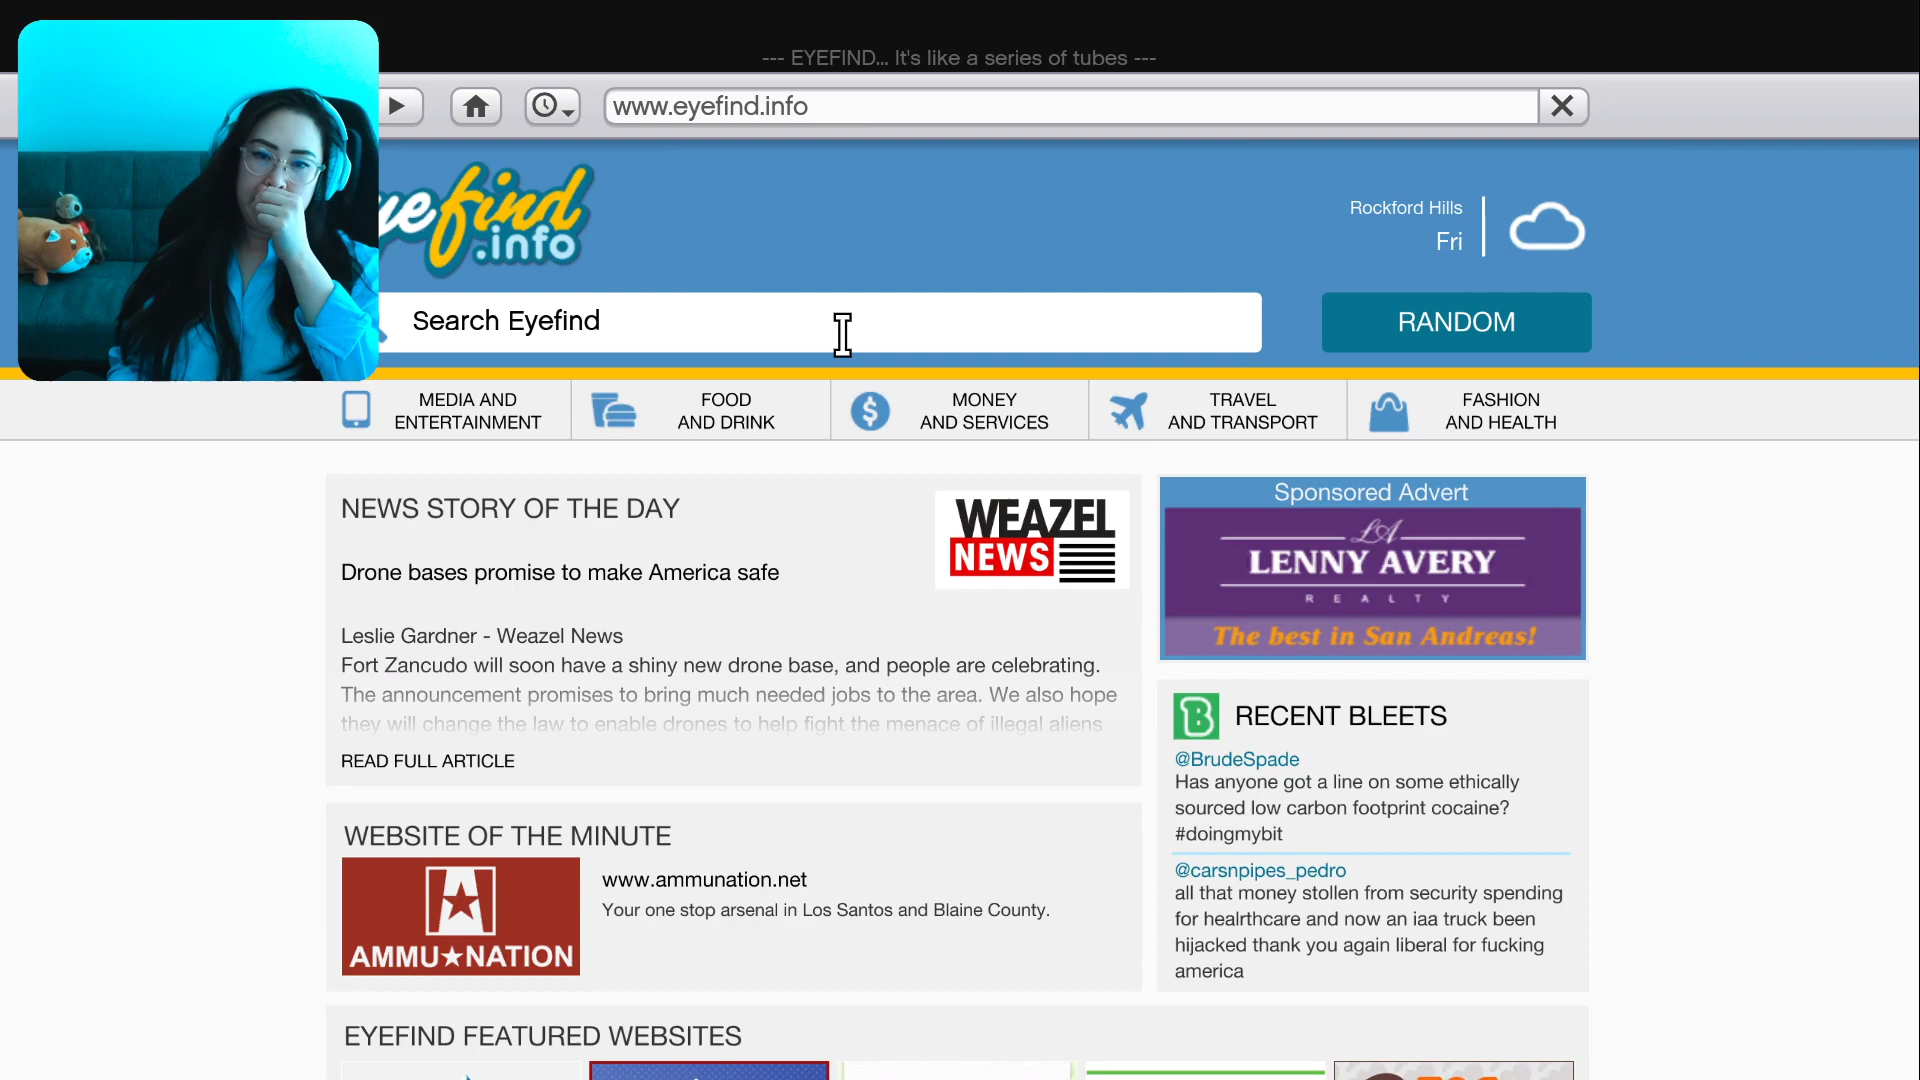 --- EYEFIND... It's like a series of tubes ---
www.eyefind.info
yefind
.info
Rockford Hills
Fri
Search Eyefind
RANDOM
MEDIA AND
ENTERTAINMENT
FOOD
AND DRINK
MONEY
AND SERVICES
TRAVEL
AND TRANSPORT
FASHION
AND HEALTH
NEWS STORY OF THE DAY
WEAZEL
NEWS
Drone bases promise to make America safe
Leslie Gardner - Weazel News
Fort Zancudo will soon have a shiny new drone base, and people are celebrating.
The announcement promises to bring much needed jobs to the area. We also hope
they will change the law to enable drones to help fight the menace of illegal aliens
READ FULL ARTICLE
Sponsored Advert
LA
LENNY AVERY
REALTY
The best in San Andreas!
RECENT BLEETS
@BrudeSpade
Has anyone got a line on some ethically
sourced low carbon footprint cocaine?
#doingmybit
@carsnpipes_pedro
all that money stollen from security spending
for healrthcare and now an iaa truck been
hijacked thank you again liberal for fucking
america
WEBSITE OF THE MINUTE
AMMU★NATION
www.ammunation.net
Your one stop arsenal in Los Santos and Blaine County.
EYEFIND FEATURED WEBSITES